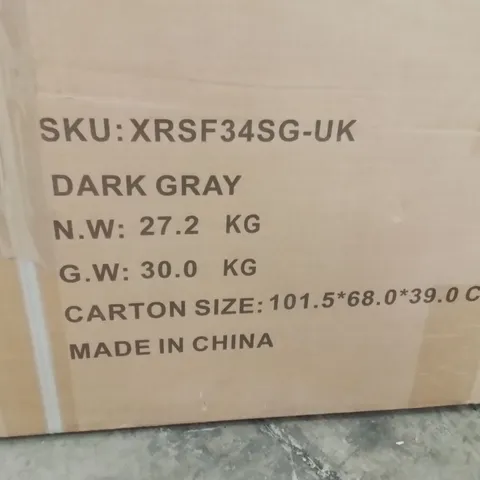 SKU: XRSF34SG-UK
DARK GRAY
N.W: 27.2 KG
G.W: 30.0 KG
CARTON SIZE: 101.5*68.0*39.0 C
MADE IN CHINA